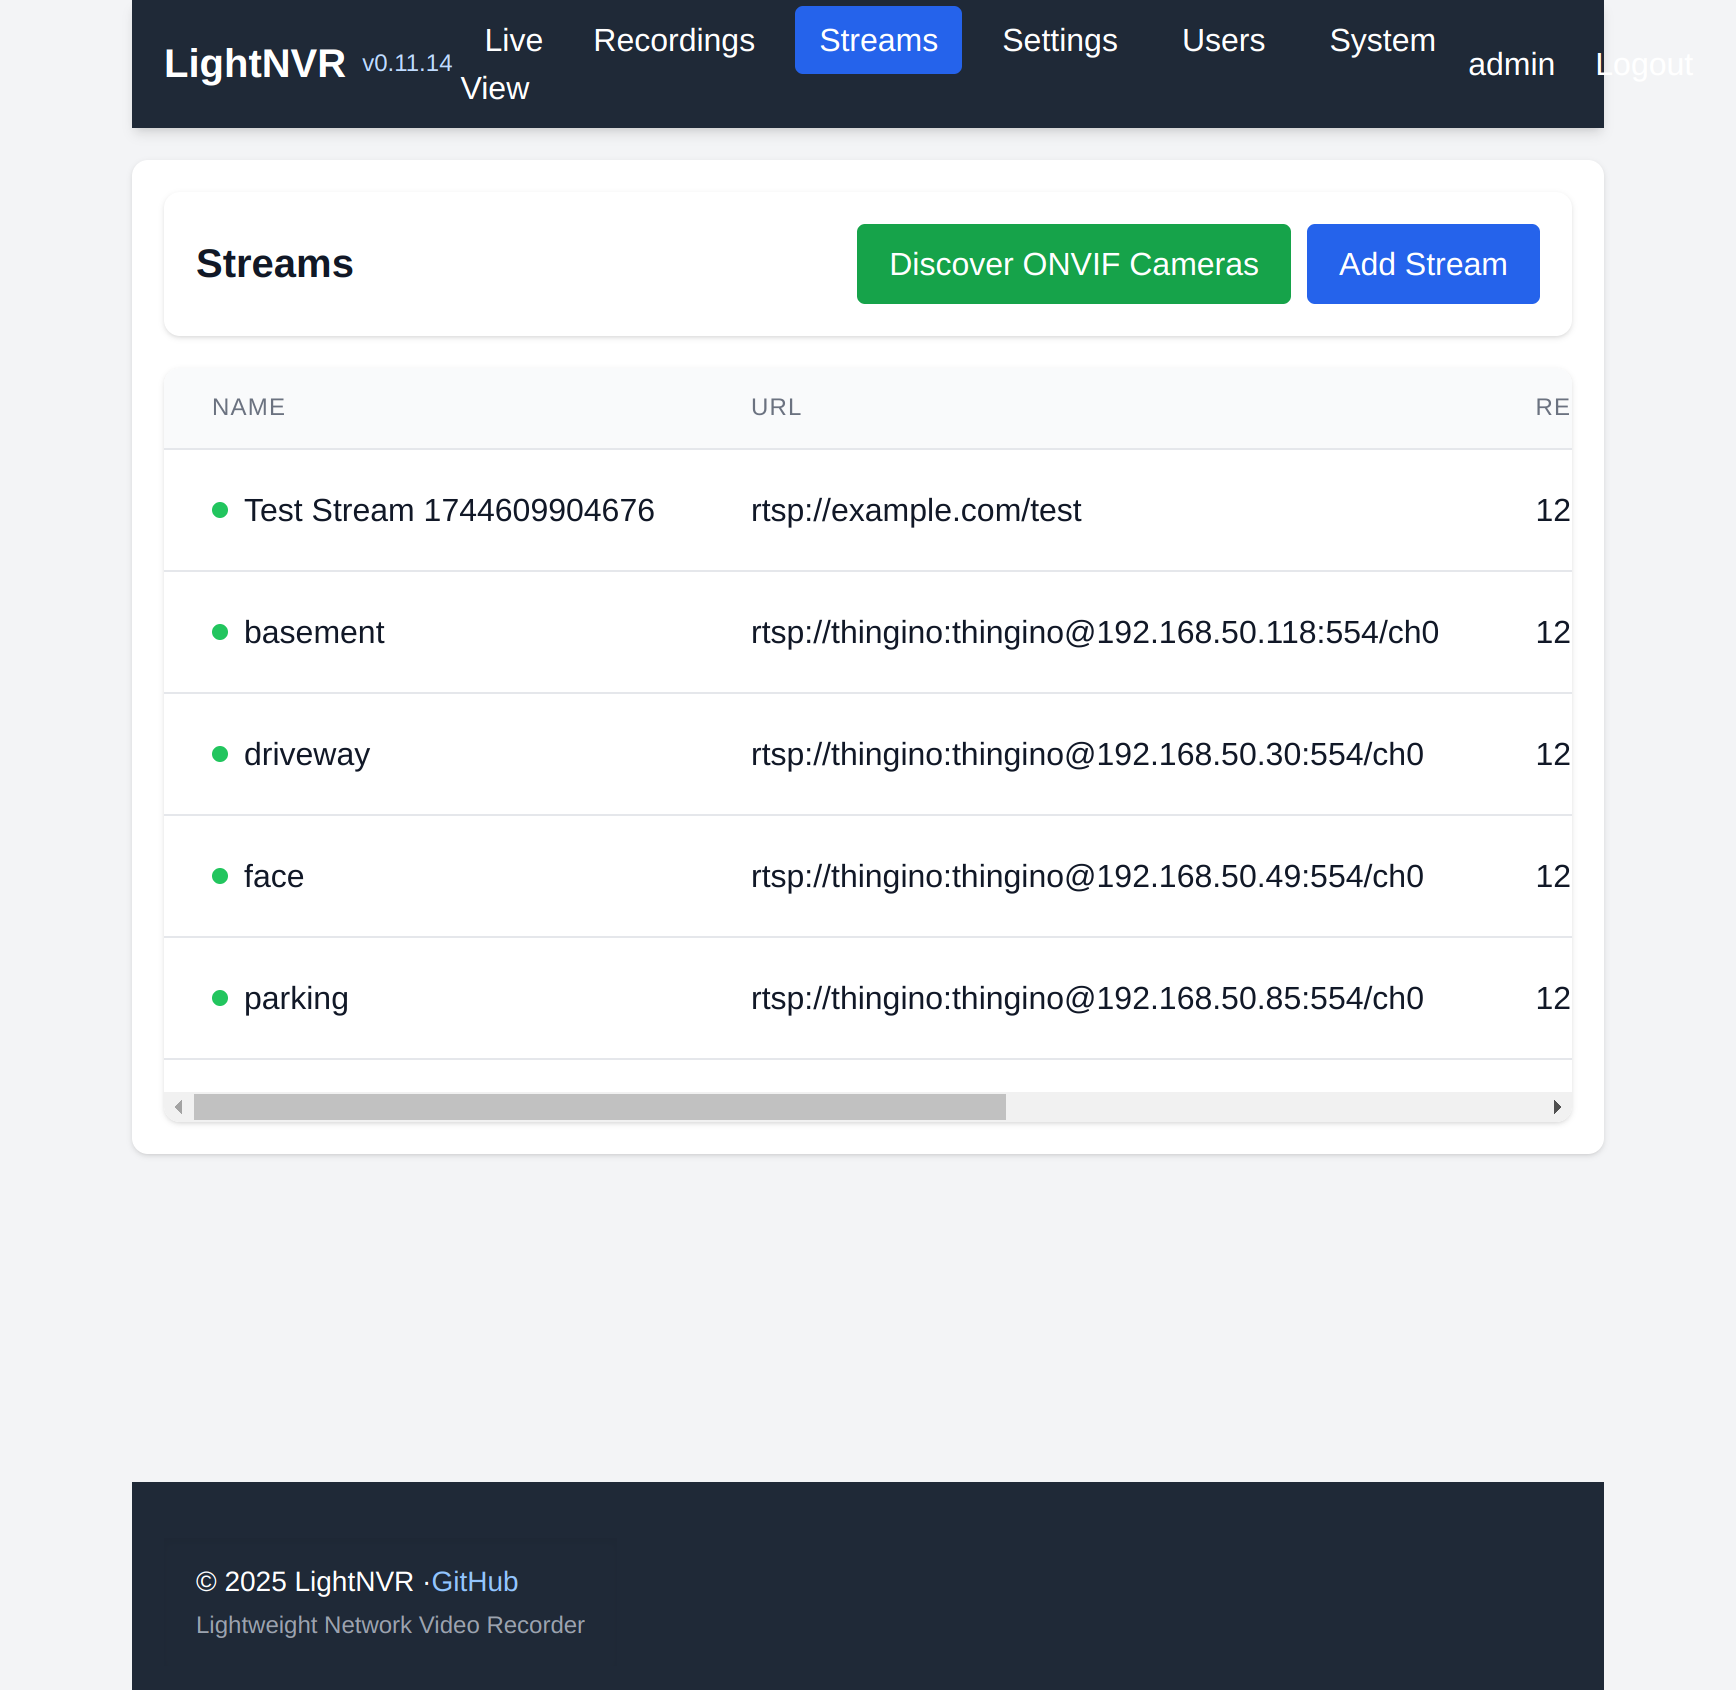 LightNVR v0.11.14 Live View Recordings Streams Settings Users System admin Logout
Streams Discover ONVIF Cameras Add Stream
NAME URL RE
Test Stream 1744609904676 rtsp://example.com/test 12
basement rtsp://thingino:thingino@192.168.50.118:554/ch0 12
driveway rtsp://thingino:thingino@192.168.50.30:554/ch0 12
face rtsp://thingino:thingino@192.168.50.49:554/ch0 12
parking rtsp://thingino:thingino@192.168.50.85:554/ch0 12
© 2025 LightNVR ·GitHub
Lightweight Network Video Recorder